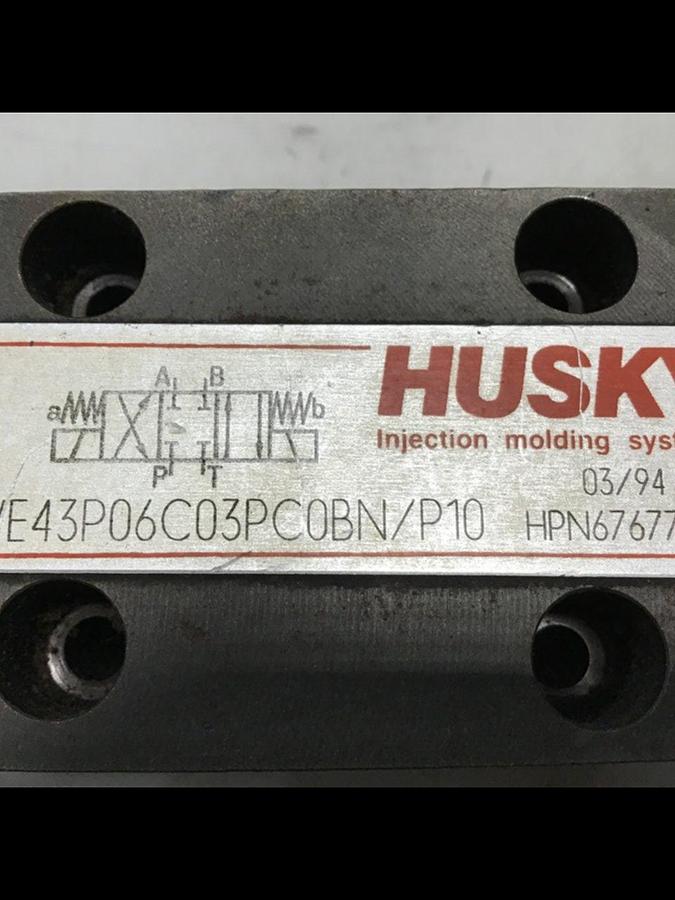 HUSKY
Injection molding syst
A B
a b
P T
03/94
VE43P06C03PC0BN/P10 HPN67677